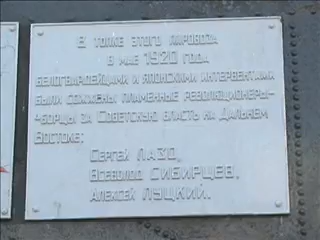 В ТОПКЕ ЭТОГО ПАРОВОЗА
В МАЕ 1920 ГОДА
БЕЛОГВАРДЕЙЦАМИ И ЯПОНСКИМИ ИНТЕРВЕНТАМИ
БЫЛИ СОЖЖЕНЫ ПЛАМЕННЫЕ РЕВОЛЮЦИОНЕРЫ-
-БОРЦЫ ЗА СОВЕТСКУЮ ВЛАСТЬ НА ДАЛЬНЕМ
ВОСТОКЕ:
СЕРГЕЙ ЛАЗО,
ВСЕВОЛОД СИБИРЦЕВ,
АЛЕКСЕЙ ЛУЦКИЙ.